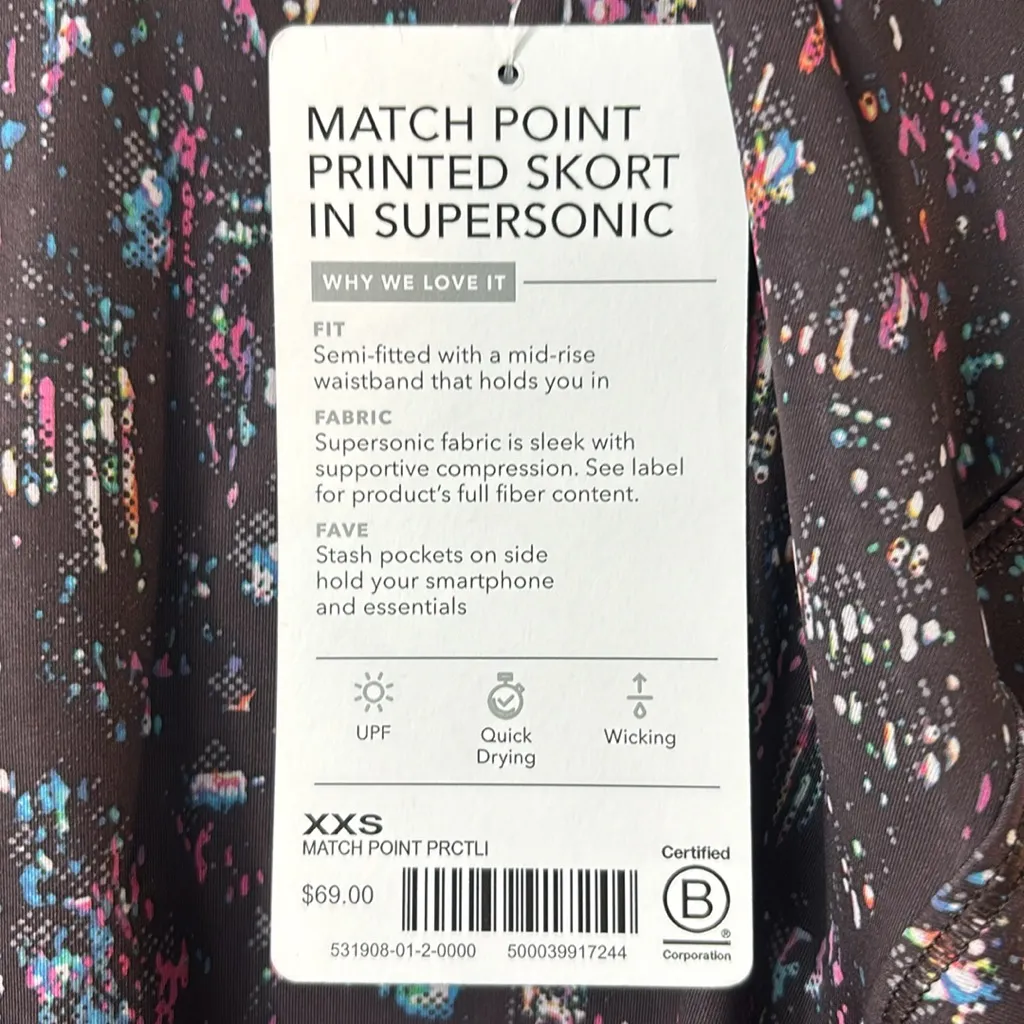 MATCH POINT
PRINTED SKORT
IN SUPERSONIC
WHY WE LOVE IT
FIT
Semi-fitted with a mid-rise
waistband that holds you in
FABRIC
Supersonic fabric is sleek with
supportive compression. See label
for product's full fiber content.
FAVE
Stash pockets on side
hold your smartphone
and essentials
UPF
Quick
Drying
Wicking
XXS
MATCH POINT PRCTLI
$69.00
531908-01-2-0000 500039917244
Certified
B
®
Corporation